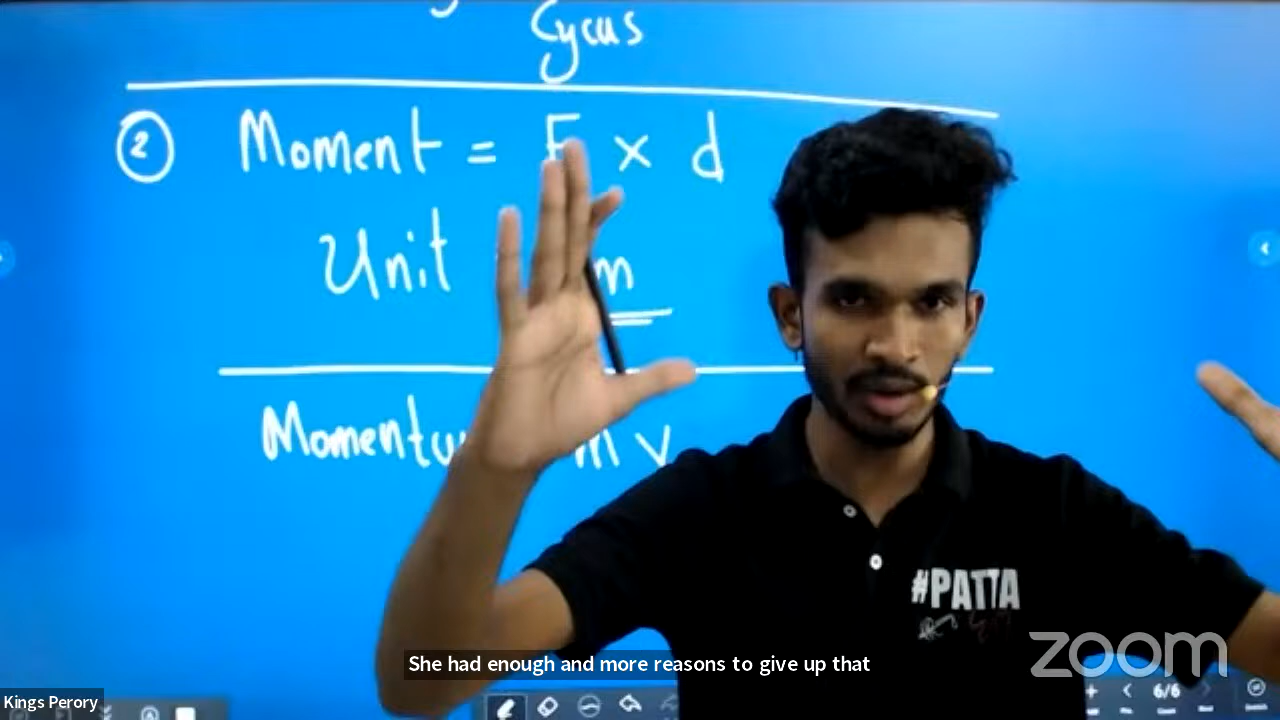 Cycus
2 Moment = F x d
Unit m
Momentu m v
#PATTA
She had enough and more reasons to give up that
zoom
Kings Perory
6/6